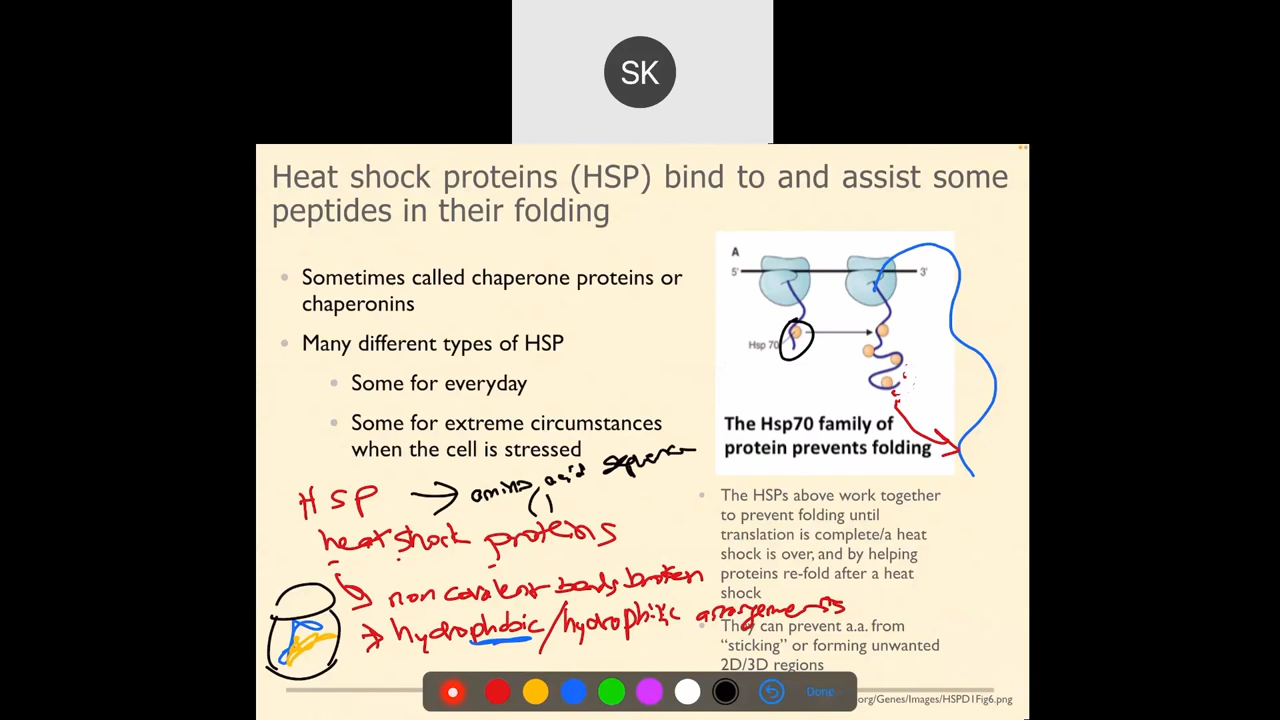 SK
Heat shock proteins (HSP) bind to and assist some
peptides in their folding
• Sometimes called chaperone proteins or
chaperonins
• Many different types of HSP
• Some for everyday
• Some for extreme circumstances
when the cell is stressed
HSP → amino acid sequence
heat shock proteins
non covalent bonds broken
hydrophobic/hydrophilic arrangements
A
5' 3'
Hsp 70
The Hsp70 family of
protein prevents folding
• The HSPs above work together
to prevent folding until
translation is complete/a heat
shock is over, and by helping
proteins re-fold after a heat
shock
• They can prevent a.a. from
“sticking” or forming unwanted
2D/3D regions
Done
org/Genes/Images/HSPD1Fig6.png